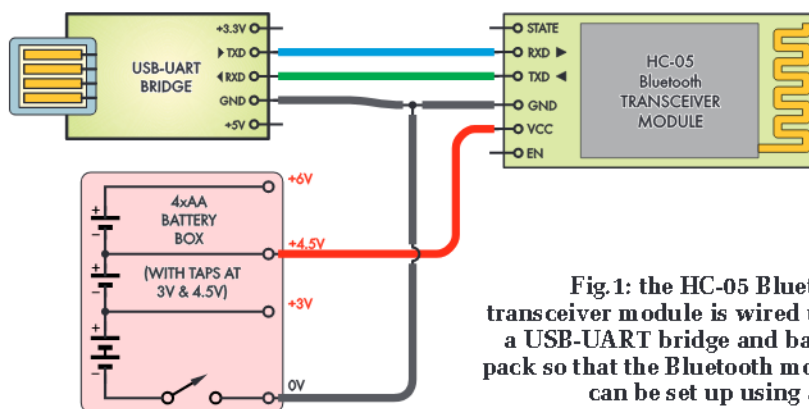 +3.3V
TXD
RXD
GND
+5V
USB-UART
BRIDGE
STATE
RXD
TXD
GND
VCC
EN
HC-05
Bluetooth
TRANSCEIVER
MODULE
+6V
4xAA
BATTERY
BOX
+4.5V
(WITH TAPS AT
3V & 4.5V)
+3V
0V
Fig.1: the HC-05 Bluet
transceiver module is wired
a USB-UART bridge and ba
pack so that the Bluetooth mo
can be set up using